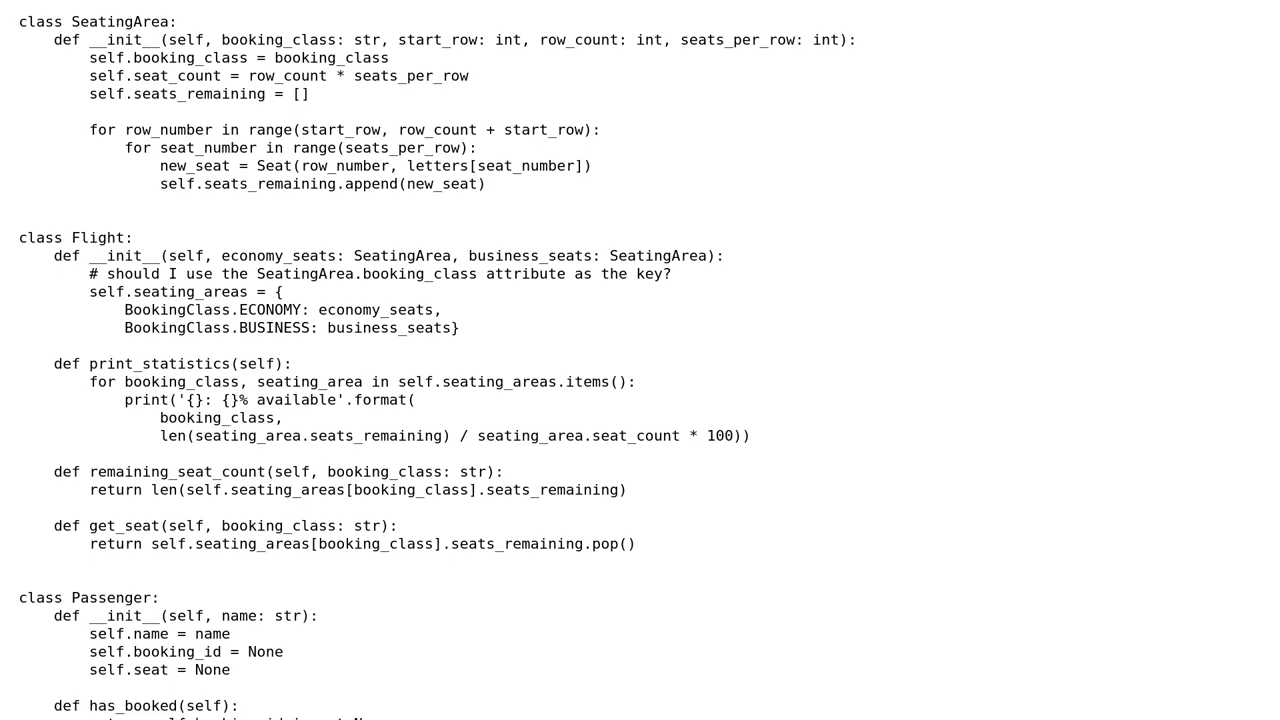 class SeatingArea:
    def __init__(self, booking_class: str, start_row: int, row_count: int, seats_per_row: int):
        self.booking_class = booking_class
        self.seat_count = row_count * seats_per_row
        self.seats_remaining = []

        for row_number in range(start_row, row_count + start_row):
            for seat_number in range(seats_per_row):
                new_seat = Seat(row_number, letters[seat_number])
                self.seats_remaining.append(new_seat)


class Flight:
    def __init__(self, economy_seats: SeatingArea, business_seats: SeatingArea):
        # should I use the SeatingArea.booking_class attribute as the key?
        self.seating_areas = {
            BookingClass.ECONOMY: economy_seats,
            BookingClass.BUSINESS: business_seats}

    def print_statistics(self):
        for booking_class, seating_area in self.seating_areas.items():
            print('{}: {}% available'.format(
                booking_class,
                len(seating_area.seats_remaining) / seating_area.seat_count * 100))

    def remaining_seat_count(self, booking_class: str):
        return len(self.seating_areas[booking_class].seats_remaining)

    def get_seat(self, booking_class: str):
        return self.seating_areas[booking_class].seats_remaining.pop()


class Passenger:
    def __init__(self, name: str):
        self.name = name
        self.booking_id = None
        self.seat = None

    def has_booked(self):